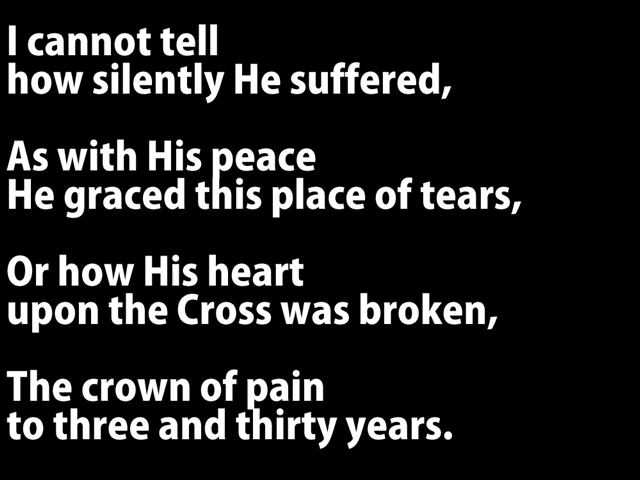 I cannot tell
how silently He suffered,
As with His peace
He graced this place of tears,
Or how His heart
upon the Cross was broken,
The crown of pain
to three and thirty years.